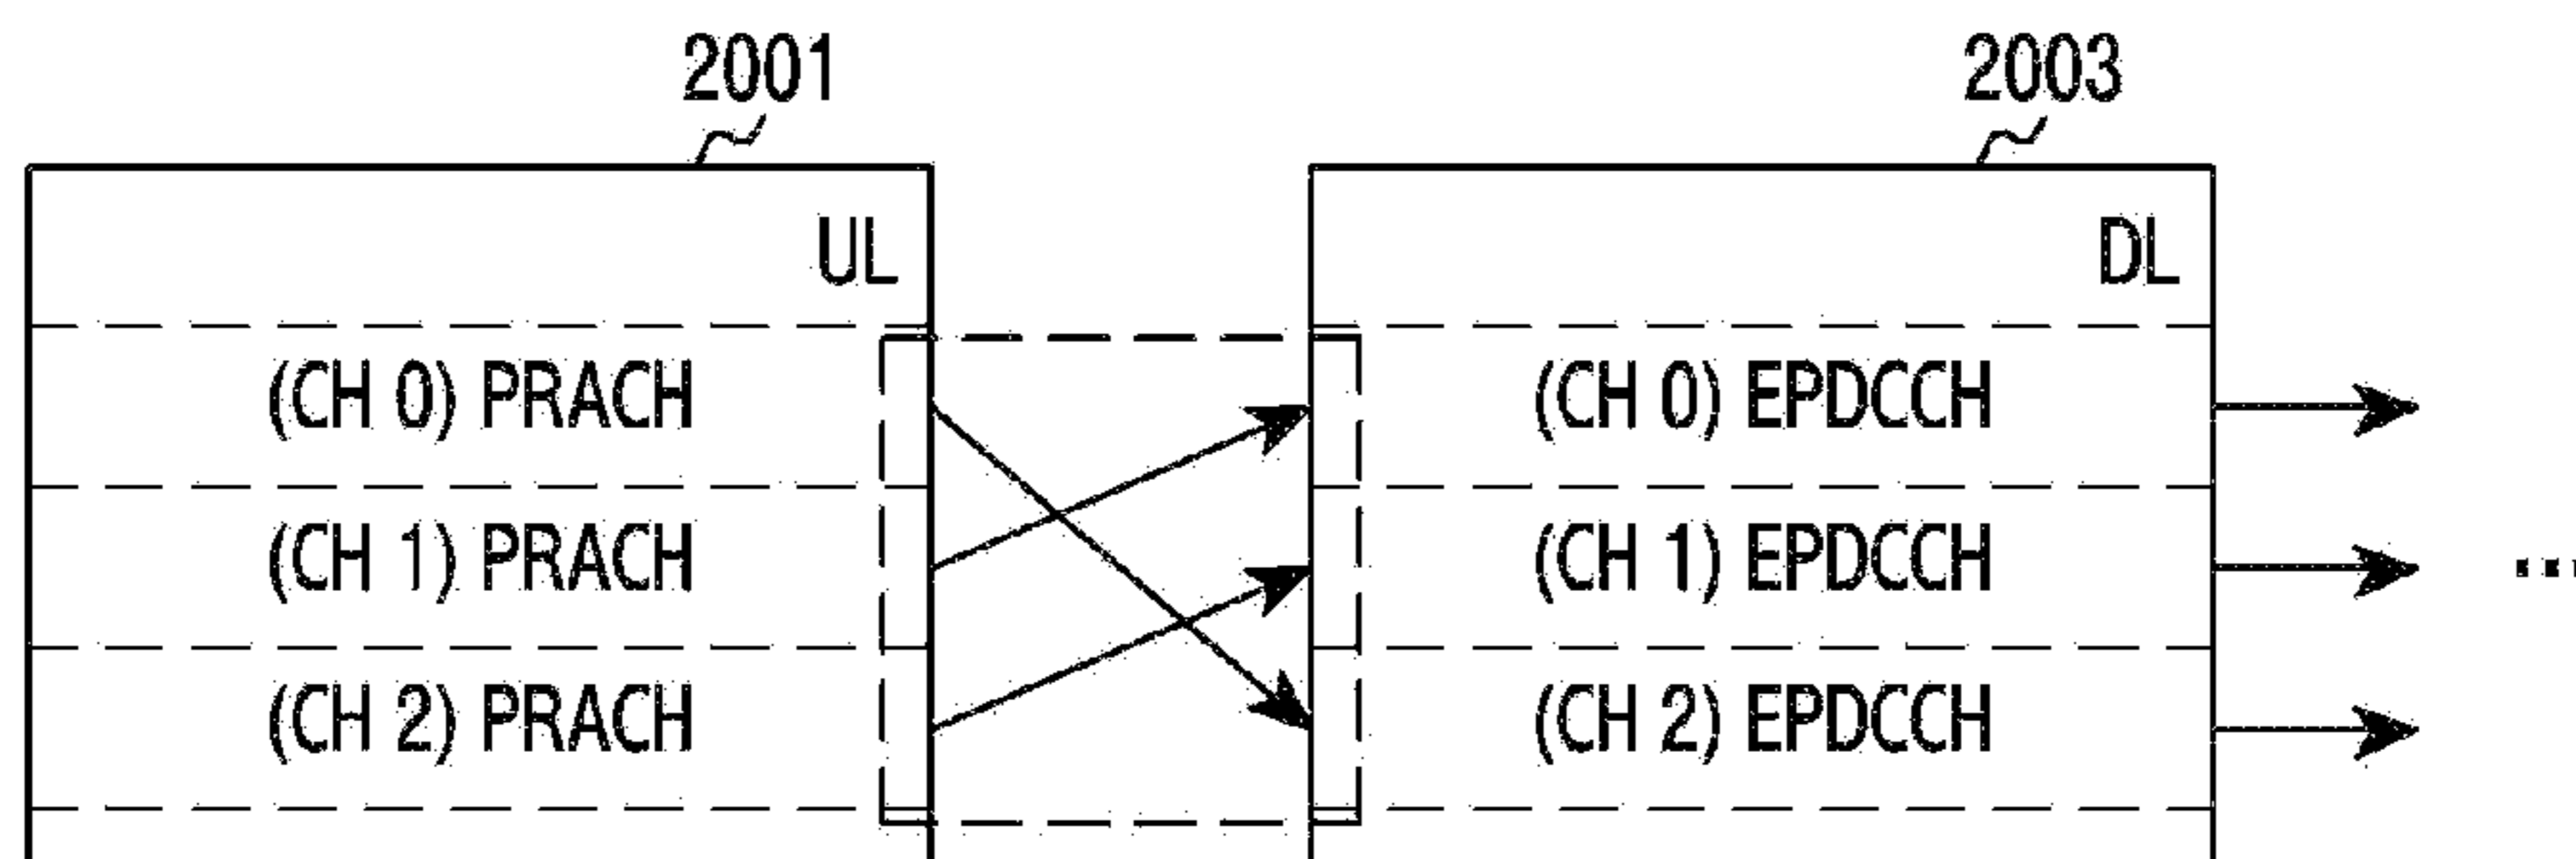 2001
2003
UL
DL
(CH 0) PRACH
(CH 0) EPDCCH
(CH 1) PRACH
(CH 1) EPDCCH
....
(CH 2) PRACH
(CH 2) EPDCCH